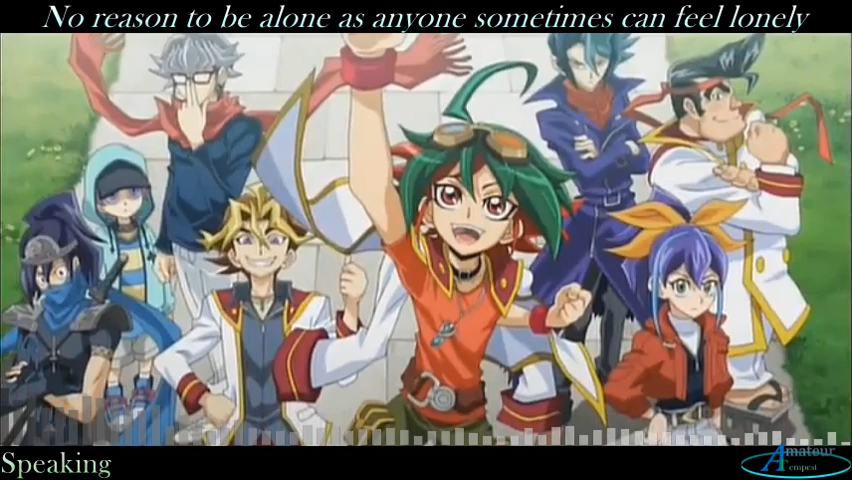 No reason to be alone as anyone sometimes can feel lonely
Speaking
Amateur
Tempest